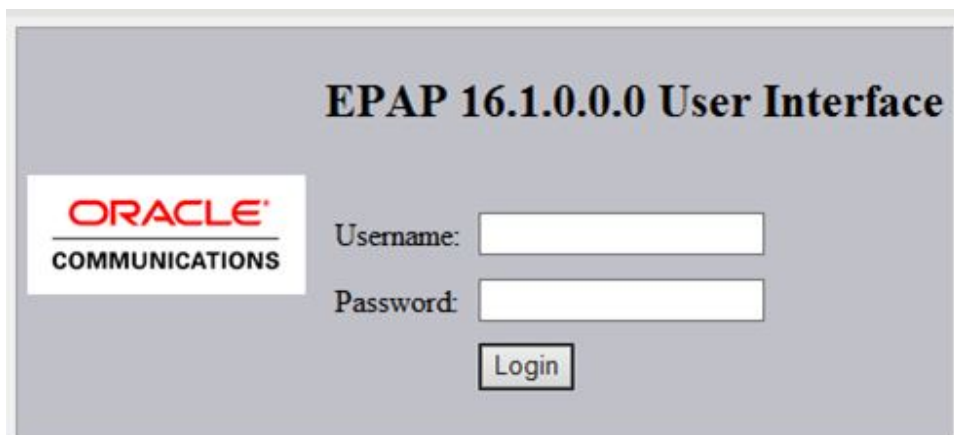 EPAP 16.1.0.0.0 User Interface
ORACLE
COMMUNICATIONS
Username:
Password:
Login